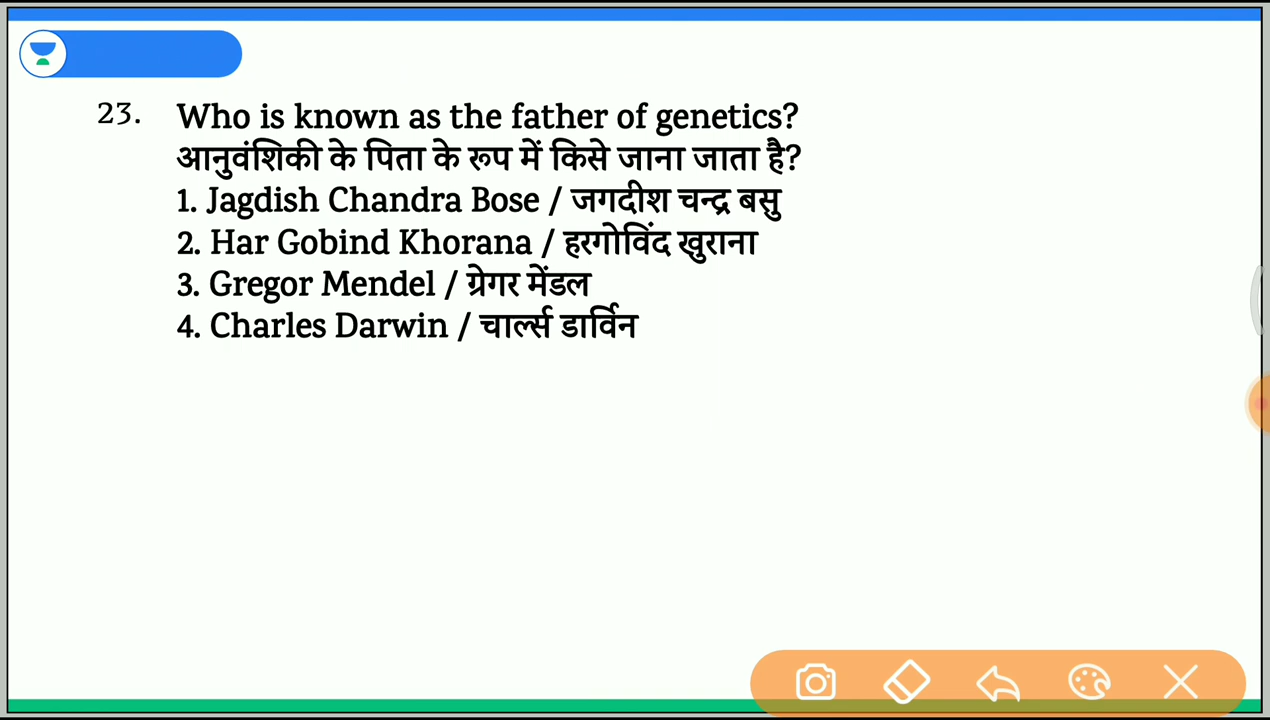 23. Who is known as the father of genetics?
आनुवंशिकी के पिता के रूप में किसे जाना जाता है?
1. Jagdish Chandra Bose / जगदीश चन्द्र बसु
2. Har Gobind Khorana / हरगोविंद खुराना
3. Gregor Mendel / ग्रेगर मेंडल
4. Charles Darwin / चार्ल्स डार्विन